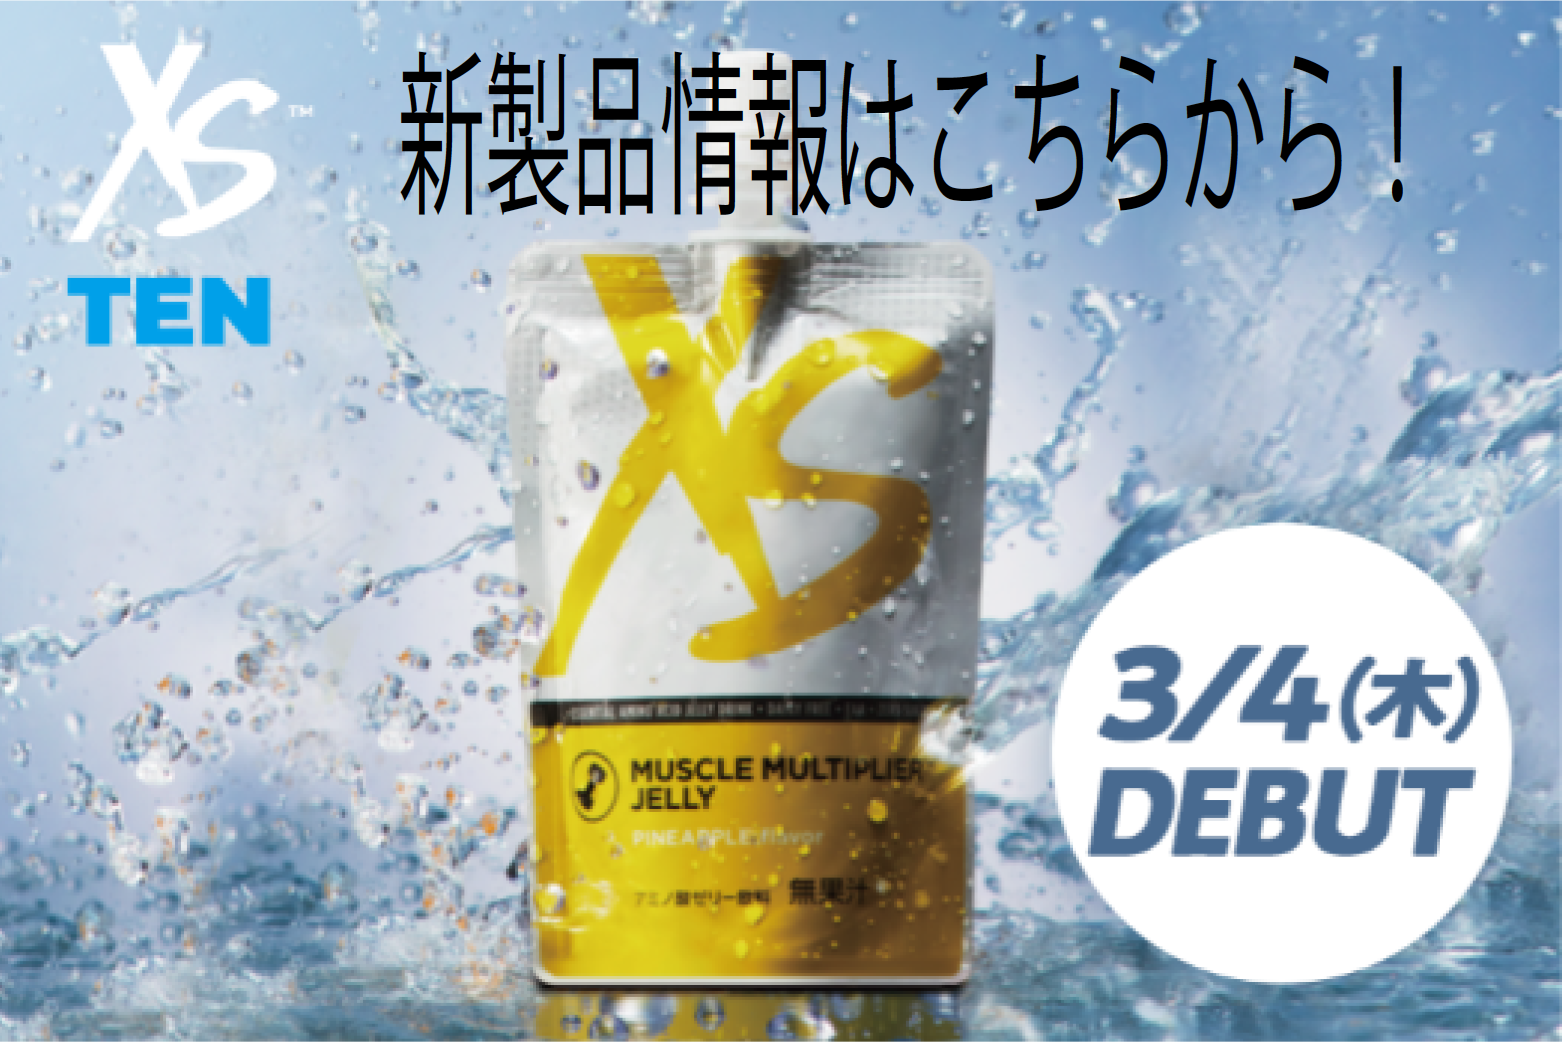 XS™
TEN
新製品情報はこちらから！
XS
MUSCLE MULTIPLIER
JELLY
PINEAPPLE flavor
アミノ酸ゼリー飲料 無果汁
3/4(木)
DEBUT